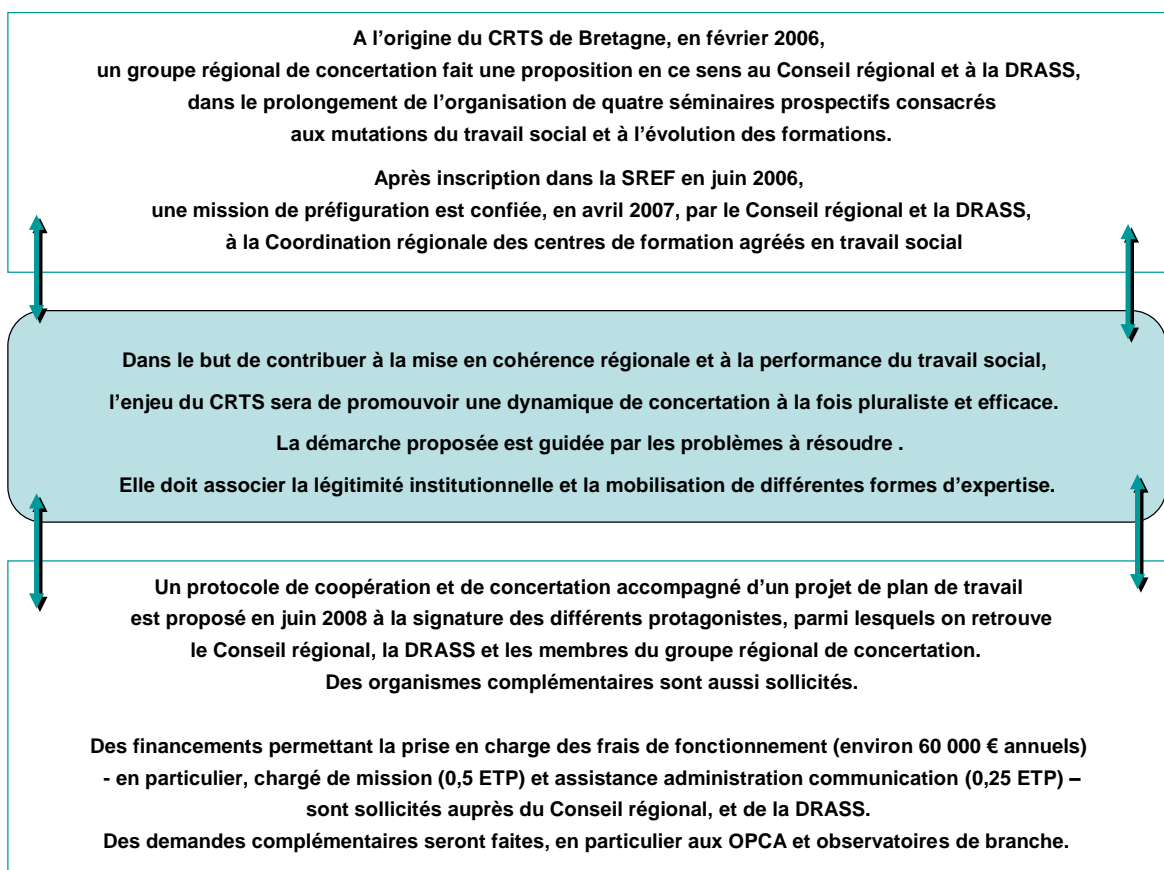 A l’origine du CRTS de Bretagne, en février 2006,
un groupe régional de concertation fait une proposition en ce sens au Conseil régional et à la DRASS,
dans le prolongement de l’organisation de quatre séminaires prospectifs consacrés
aux mutations du travail social et à l’évolution des formations.
Après inscription dans la SREF en juin 2006,
une mission de préfiguration est confiée, en avril 2007, par le Conseil régional et la DRASS,
à la Coordination régionale des centres de formation agréés en travail social
Dans le but de contribuer à la mise en cohérence régionale et à la performance du travail social,
l’enjeu du CRTS sera de promouvoir une dynamique de concertation à la fois pluraliste et efficace.
La démarche proposée est guidée par les problèmes à résoudre .
Elle doit associer la légitimité institutionnelle et la mobilisation de différentes formes d’expertise.
Un protocole de coopération et de concertation accompagné d’un projet de plan de travail
est proposé en juin 2008 à la signature des différents protagonistes, parmi lesquels on retrouve
le Conseil régional, la DRASS et les membres du groupe régional de concertation.
Des organismes complémentaires sont aussi sollicités.
Des financements permettant la prise en charge des frais de fonctionnement (environ 60 000 € annuels)
- en particulier, chargé de mission (0,5 ETP) et assistance administration communication (0,25 ETP) –
sont sollicités auprès du Conseil régional, et de la DRASS.
Des demandes complémentaires seront faites, en particulier aux OPCA et observatoires de branche.